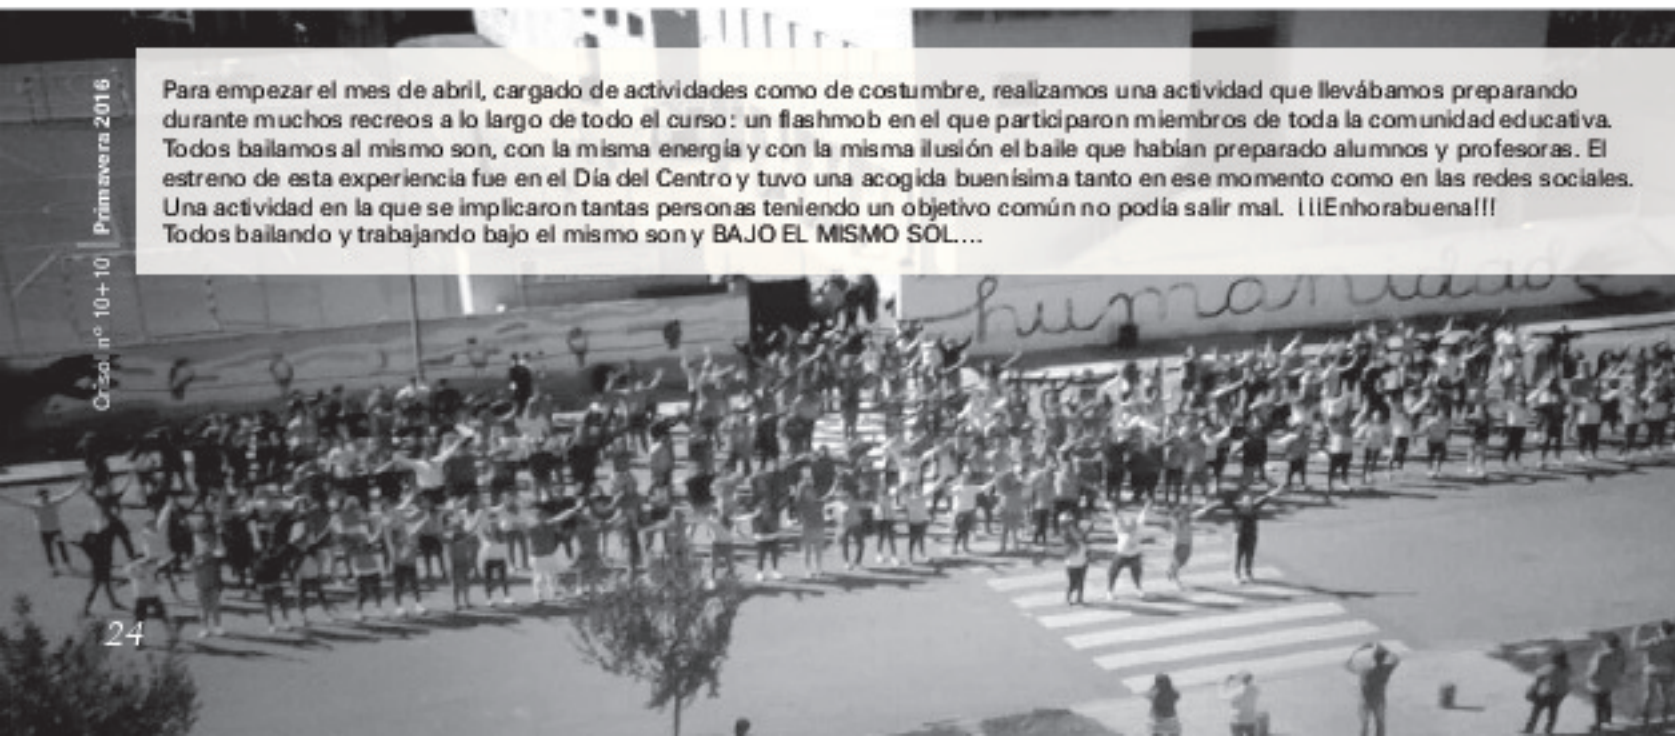 Para empezar el mes de abril, cargado de actividades como de costumbre, realizamos una actividad que llevábamos preparando
durante muchos recreos a lo largo de todo el curso: un flashmob en el que participaron miembros de toda la comunidad educativa.
Todos bailamos al mismo son, con la misma energía y con la misma ilusión el baile que habían preparado alumnos y profesoras. El
estreno de esta experiencia fue en el Día del Centro y tuvo una acogida buenísima tanto en ese momento como en las redes sociales.
Una actividad en la que se implicaron tantas personas teniendo un objetivo común no podía salir mal. ¡¡¡Enhorabuena!!!
Todos bailando y trabajando bajo el mismo son y BAJO EL MISMO SOL....
Crisol nº 10+10 | Primavera 2016
humanidad
24